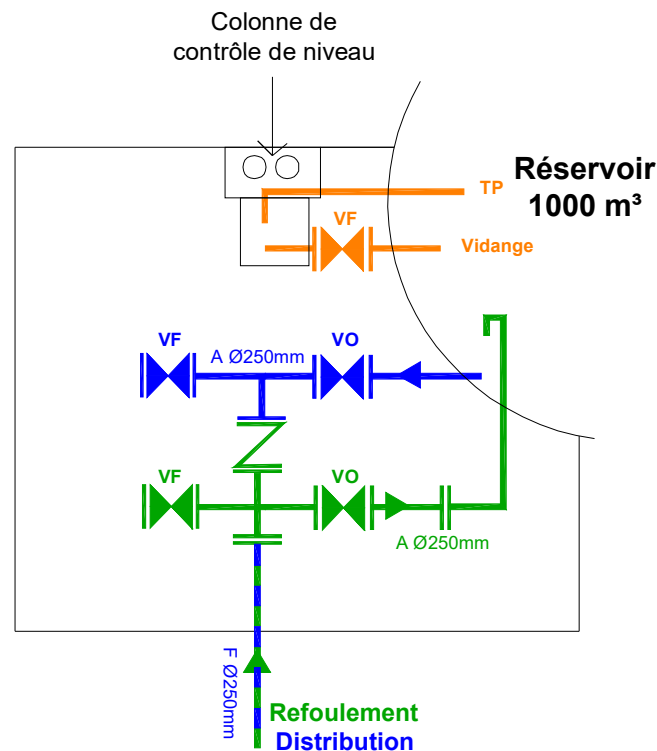 Colonne de
contrôle de niveau
Réservoir
1000 m³
TP
VF
Vidange
VF
A Ø250mm
VO
VF
VO
A Ø250mm
F Ø250mm
Refoulement
Distribution